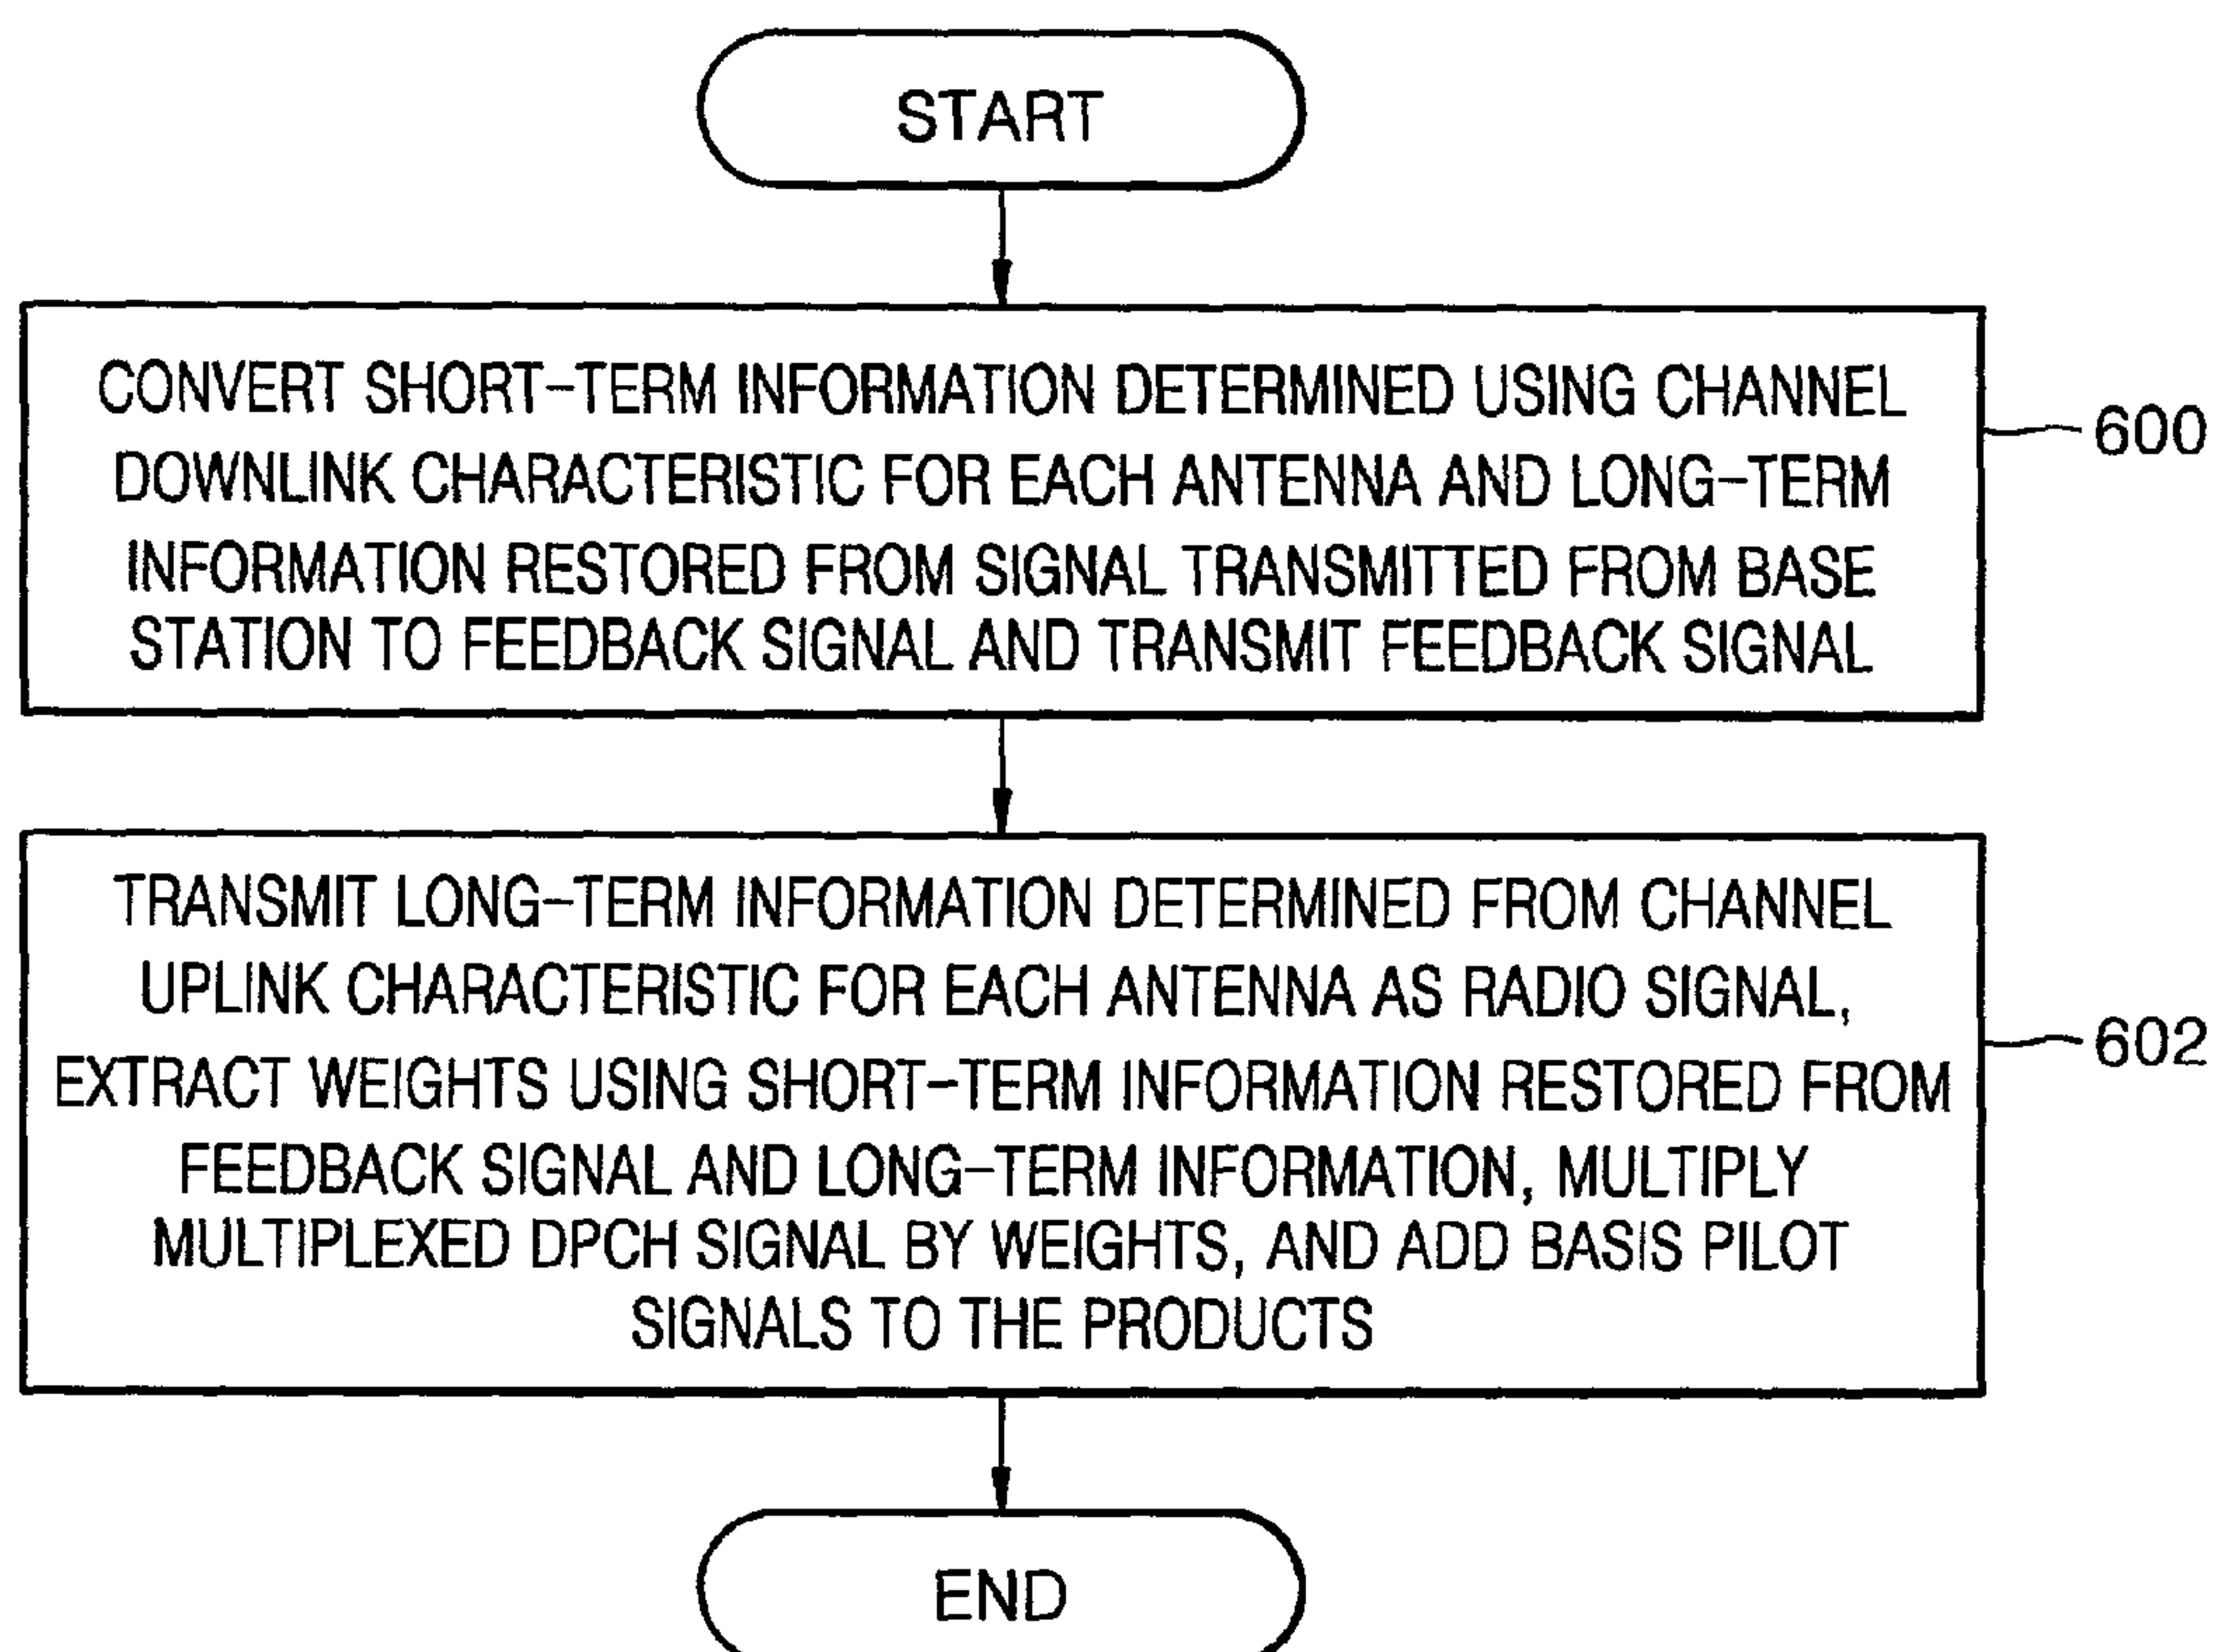 START
CONVERT SHORT-TERM INFORMATION DETERMINED USING CHANNEL
DOWNLINK CHARACTERISTIC FOR EACH ANTENNA AND LONG-TERM
INFORMATION RESTORED FROM SIGNAL TRANSMITTED FROM BASE
STATION TO FEEDBACK SIGNAL AND TRANSMIT FEEDBACK SIGNAL
600
TRANSMIT LONG-TERM INFORMATION DETERMINED FROM CHANNEL
UPLINK CHARACTERISTIC FOR EACH ANTENNA AS RADIO SIGNAL,
EXTRACT WEIGHTS USING SHORT-TERM INFORMATION RESTORED FROM
FEEDBACK SIGNAL AND LONG-TERM INFORMATION, MULTIPLY
MULTIPLEXED DPCH SIGNAL BY WEIGHTS, AND ADD BASIS PILOT
SIGNALS TO THE PRODUCTS
602
END